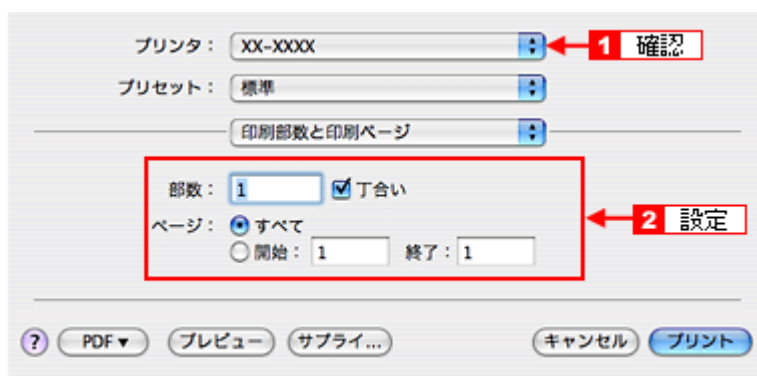 プリンタ： XX-XXXX 1 確認
プリセット： 標準
印刷部数と印刷ページ
部数： 1 丁合い
ページ： すべて
開始： 1 終了： 1
2 設定
? PDF▼ プレビュー サプライ... キャンセル プリント